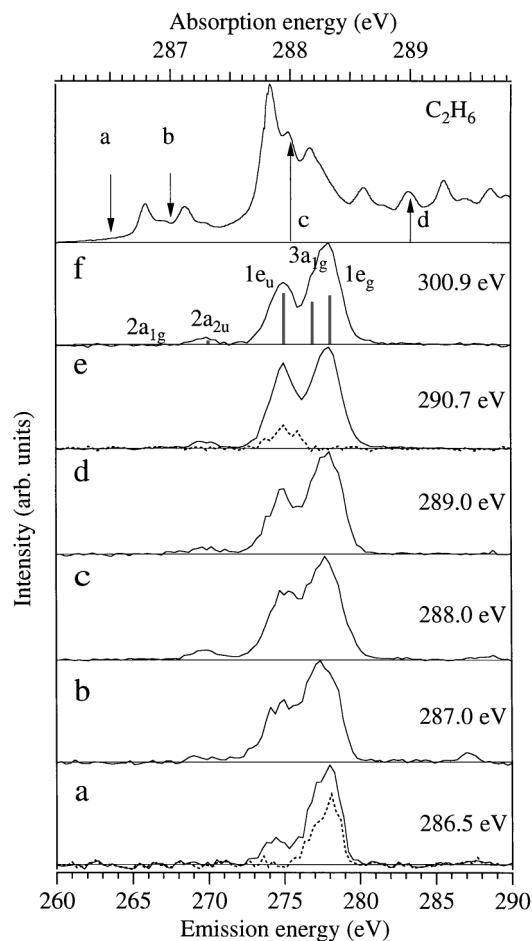 Absorption energy (eV)
287 288 289
C₂H₆
a b
c d
3a₁g
f 1eᵤ 1e_g 300.9 eV
2a₁g 2a₂ᵤ
e 290.7 eV
d 289.0 eV
c 288.0 eV
b 287.0 eV
a 286.5 eV
Intensity (arb. units)
260 265 270 275 280 285 290
Emission energy (eV)